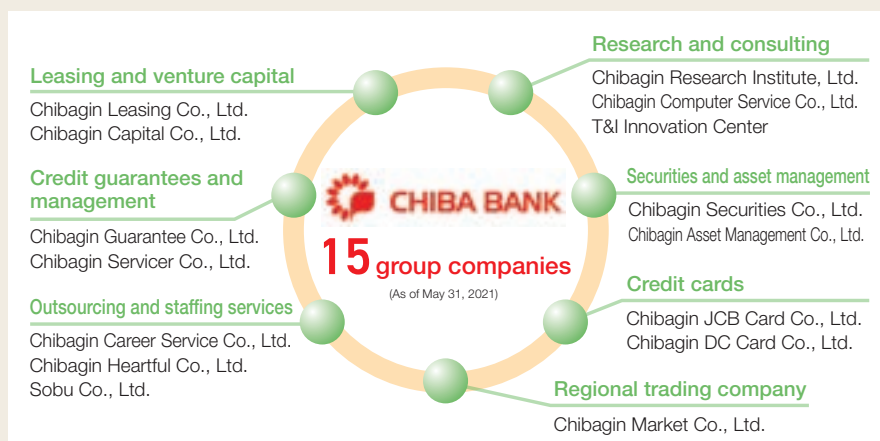 Leasing and venture capital
Chibagin Leasing Co., Ltd.
Chibagin Capital Co., Ltd.
Credit guarantees and
management
Chibagin Guarantee Co., Ltd.
Chibagin Servicer Co., Ltd.
Outsourcing and staffing services
Chibagin Career Service Co., Ltd.
Chibagin Heartful Co., Ltd.
Sobu Co., Ltd.
CHIBA BANK
15 group companies
(As of May 31, 2021)
Research and consulting
Chibagin Research Institute, Ltd.
Chibagin Computer Service Co., Ltd.
T&I Innovation Center
Securities and asset management
Chibagin Securities Co., Ltd.
Chibagin Asset Management Co., Ltd.
Credit cards
Chibagin JCB Card Co., Ltd.
Chibagin DC Card Co., Ltd.
Regional trading company
Chibagin Market Co., Ltd.